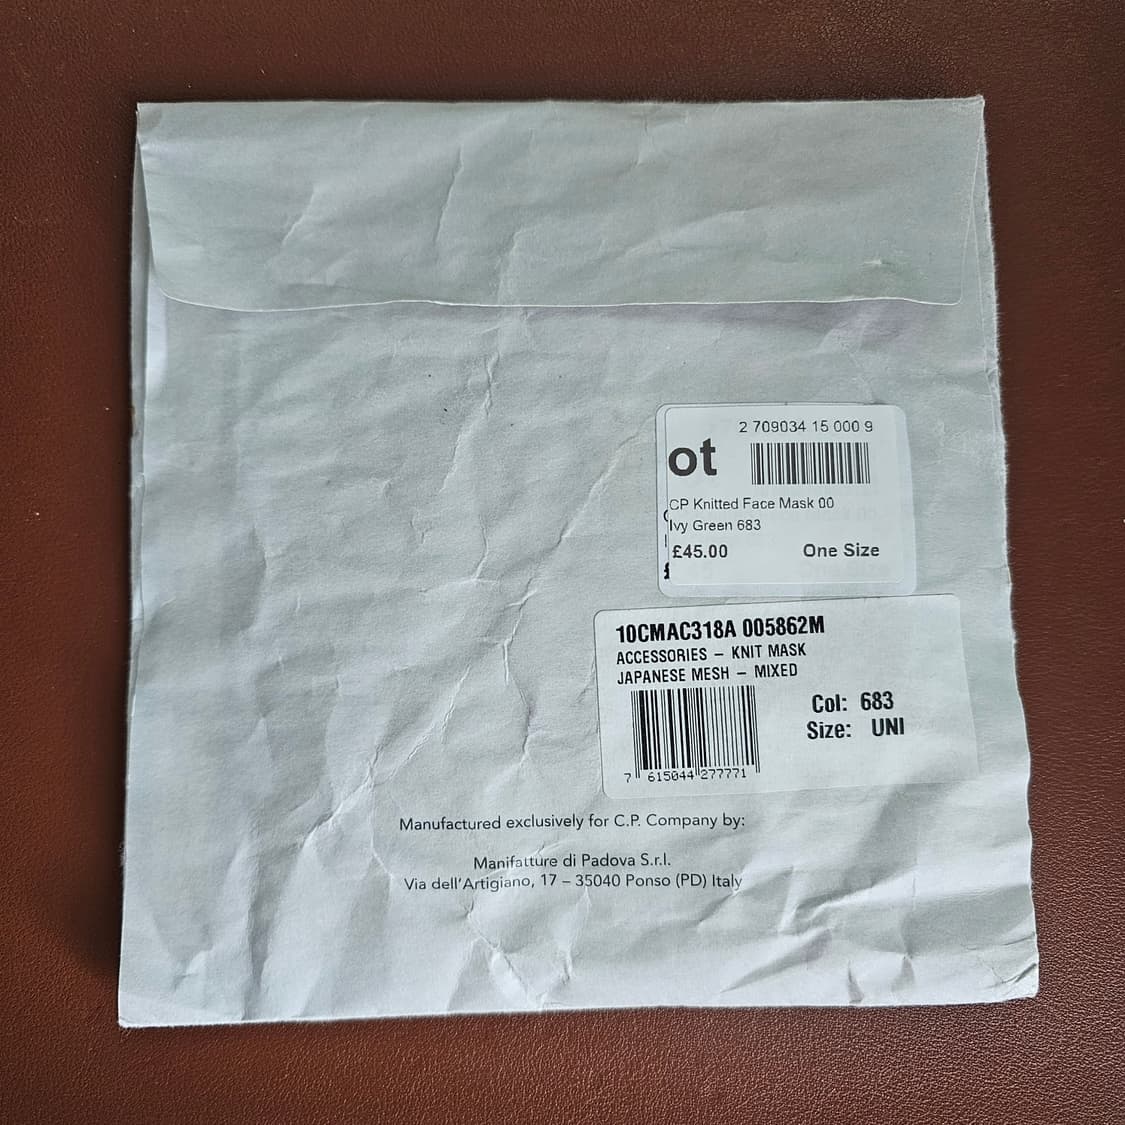 2 709034 15 000 9
ot
CP Knitted Face Mask 00
Ivy Green 683
£45.00 One Size
10CMAC318A 005862M
ACCESSORIES – KNIT MASK
JAPANESE MESH – MIXED
Col: 683
Size: UNI
7 615044 277771
Manufactured exclusively for C.P. Company by:
Manifatture di Padova S.r.l.
Via dell'Artigiano, 17 – 35040 Ponso (PD) Italy